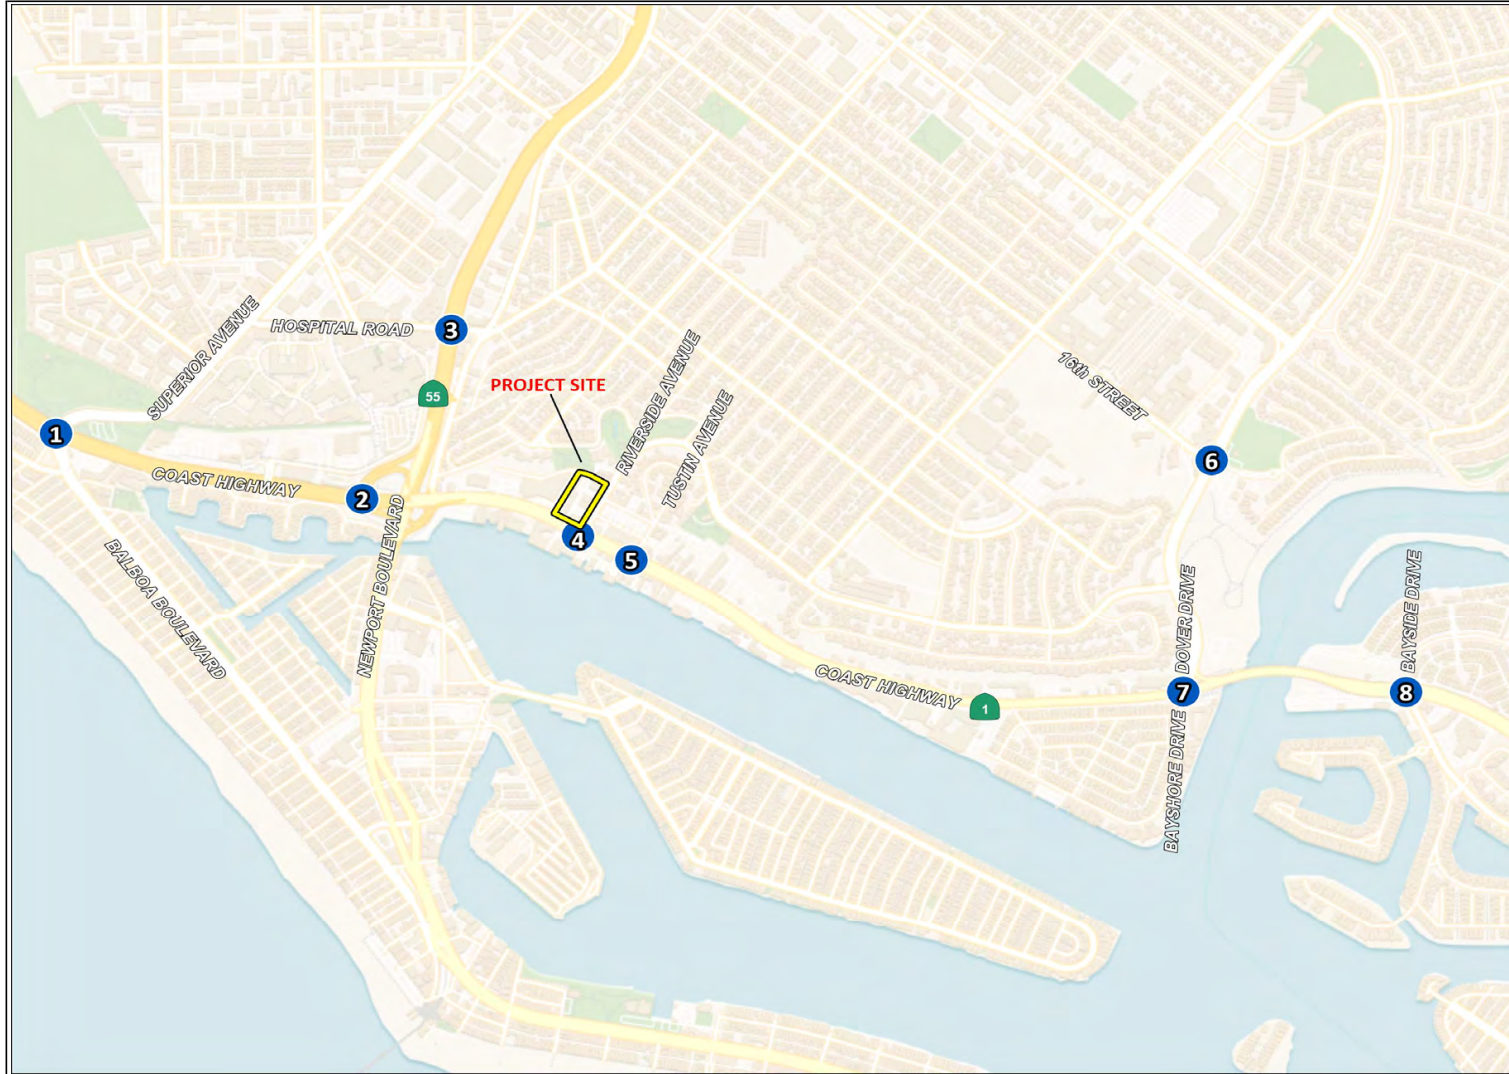 SUPERIOR AVENUE
HOSPITAL ROAD
3
55
PROJECT SITE
RIVERSIDE AVENUE
TUSTIN AVENUE
16th STREET
1
COAST HIGHWAY
2
6
4
5
NEWPORT BOULEVARD
BALBOA BOULEVARD
DOVER DRIVE
BAYSIDE DRIVE
COAST HIGHWAY
1
7
8
BAYSHORE DRIVE